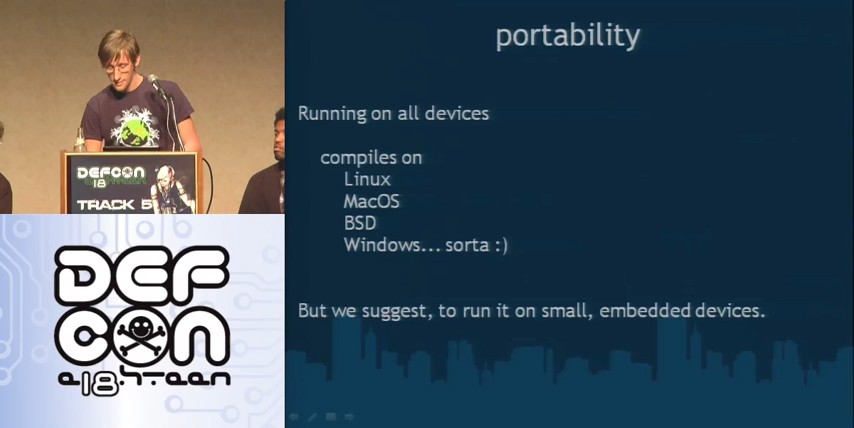 portability
Running on all devices
compiles on
Linux
MacOS
BSD
Windows... sorta :)
But we suggest, to run it on small, embedded devices.
DEFCON
18
TRACK 5
DEF
CON
18